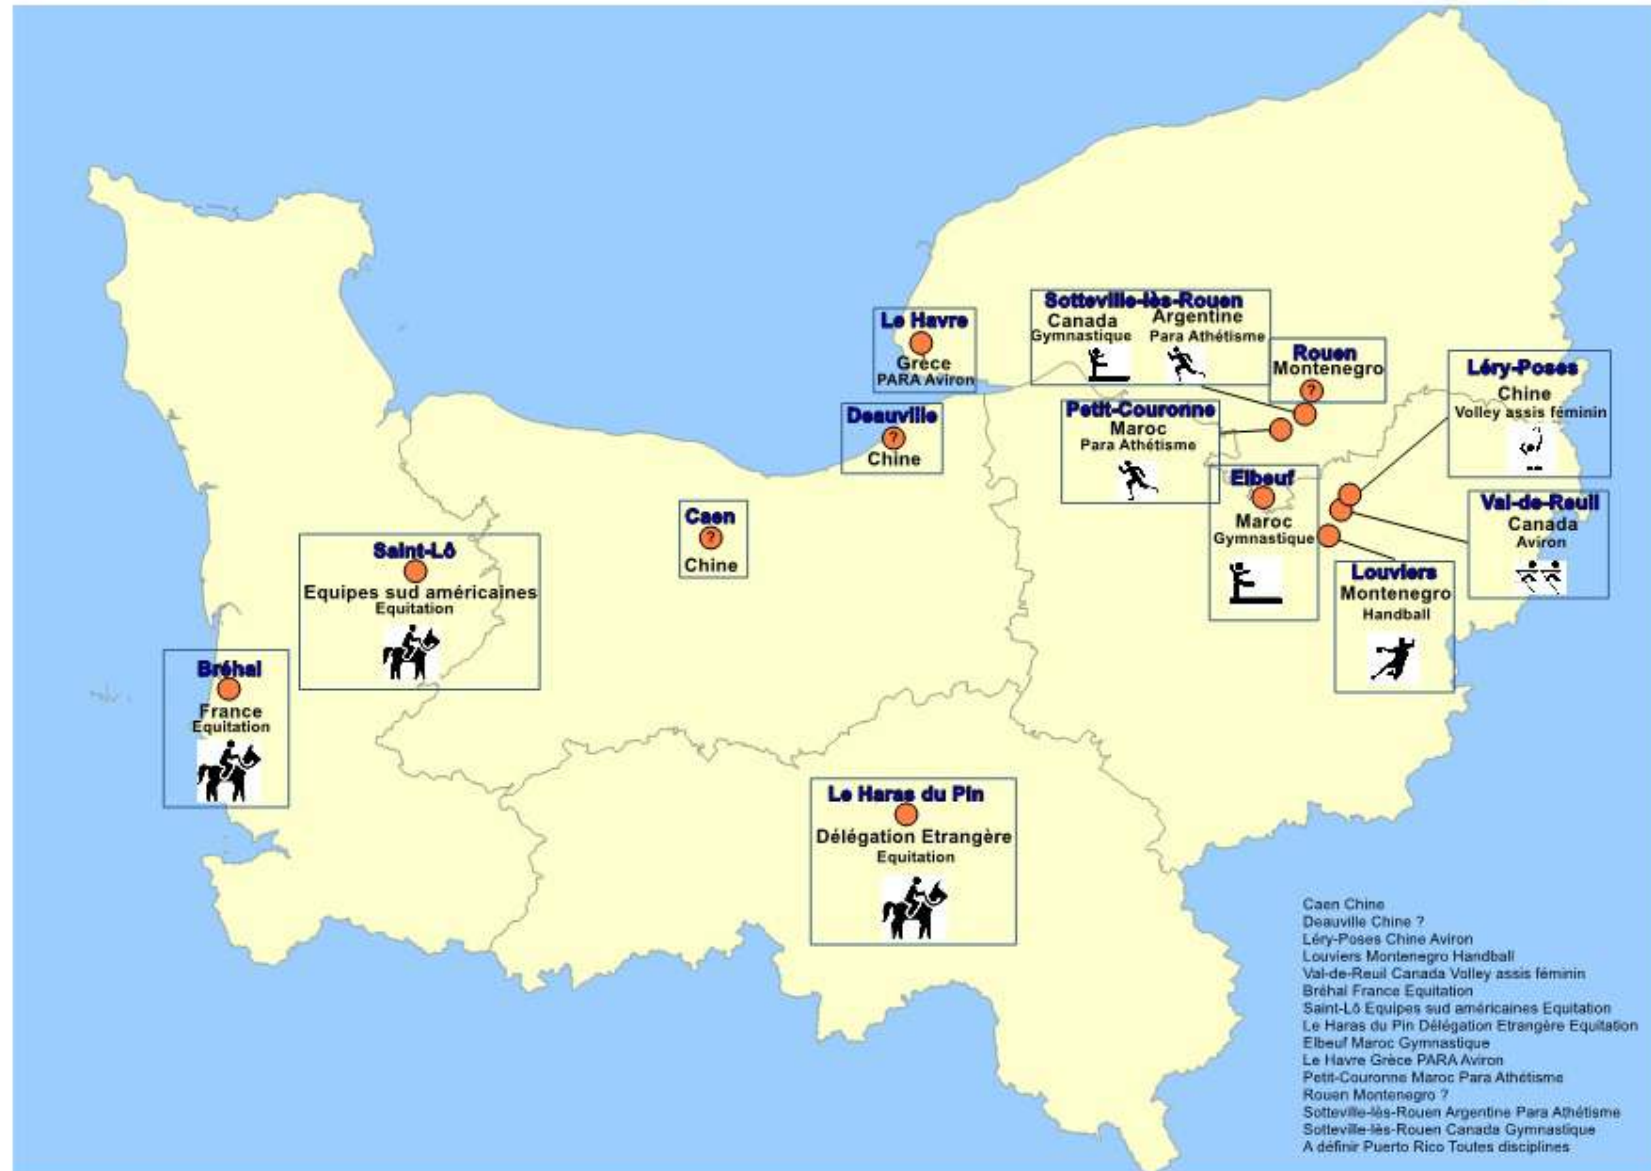 Le Havre
Grèce
PARA Aviron
Deauville
?
Chine
Sotteville-lès-Rouen
Canada Argentine
Gymnastique Para Athétisme
Rouen
Montenegro
?
Petit-Couronne
Maroc
Para Athétisme
Léry-Poses
Chine
Volley assis féminin
Elbeuf
Maroc
Gymnastique
Val-de-Reuil
Canada
Aviron
Louviers
Montenegro
Handball
Caen
?
Chine
Saint-Lô
Equipes sud américaines
Equitation
Bréhal
France
Equitation
Le Haras du Pin
Délégation Etrangère
Equitation
Caen Chine
Deauville Chine ?
Léry-Poses Chine Aviron
Louviers Montenegro Handball
Val-de-Reuil Canada Volley assis féminin
Bréhal France Equitation
Saint-Lô Equipes sud américaines Equitation
Le Haras du Pin Délégation Etrangère Equitation
Elbeuf Maroc Gymnastique
Le Havre Grèce PARA Aviron
Petit-Couronne Maroc Para Athétisme
Rouen Montenegro ?
Sotteville-lès-Rouen Argentine Para Athétisme
Sotteville-lès-Rouen Canada Gymnastique
A définir Puerto Rico Toutes disciplines